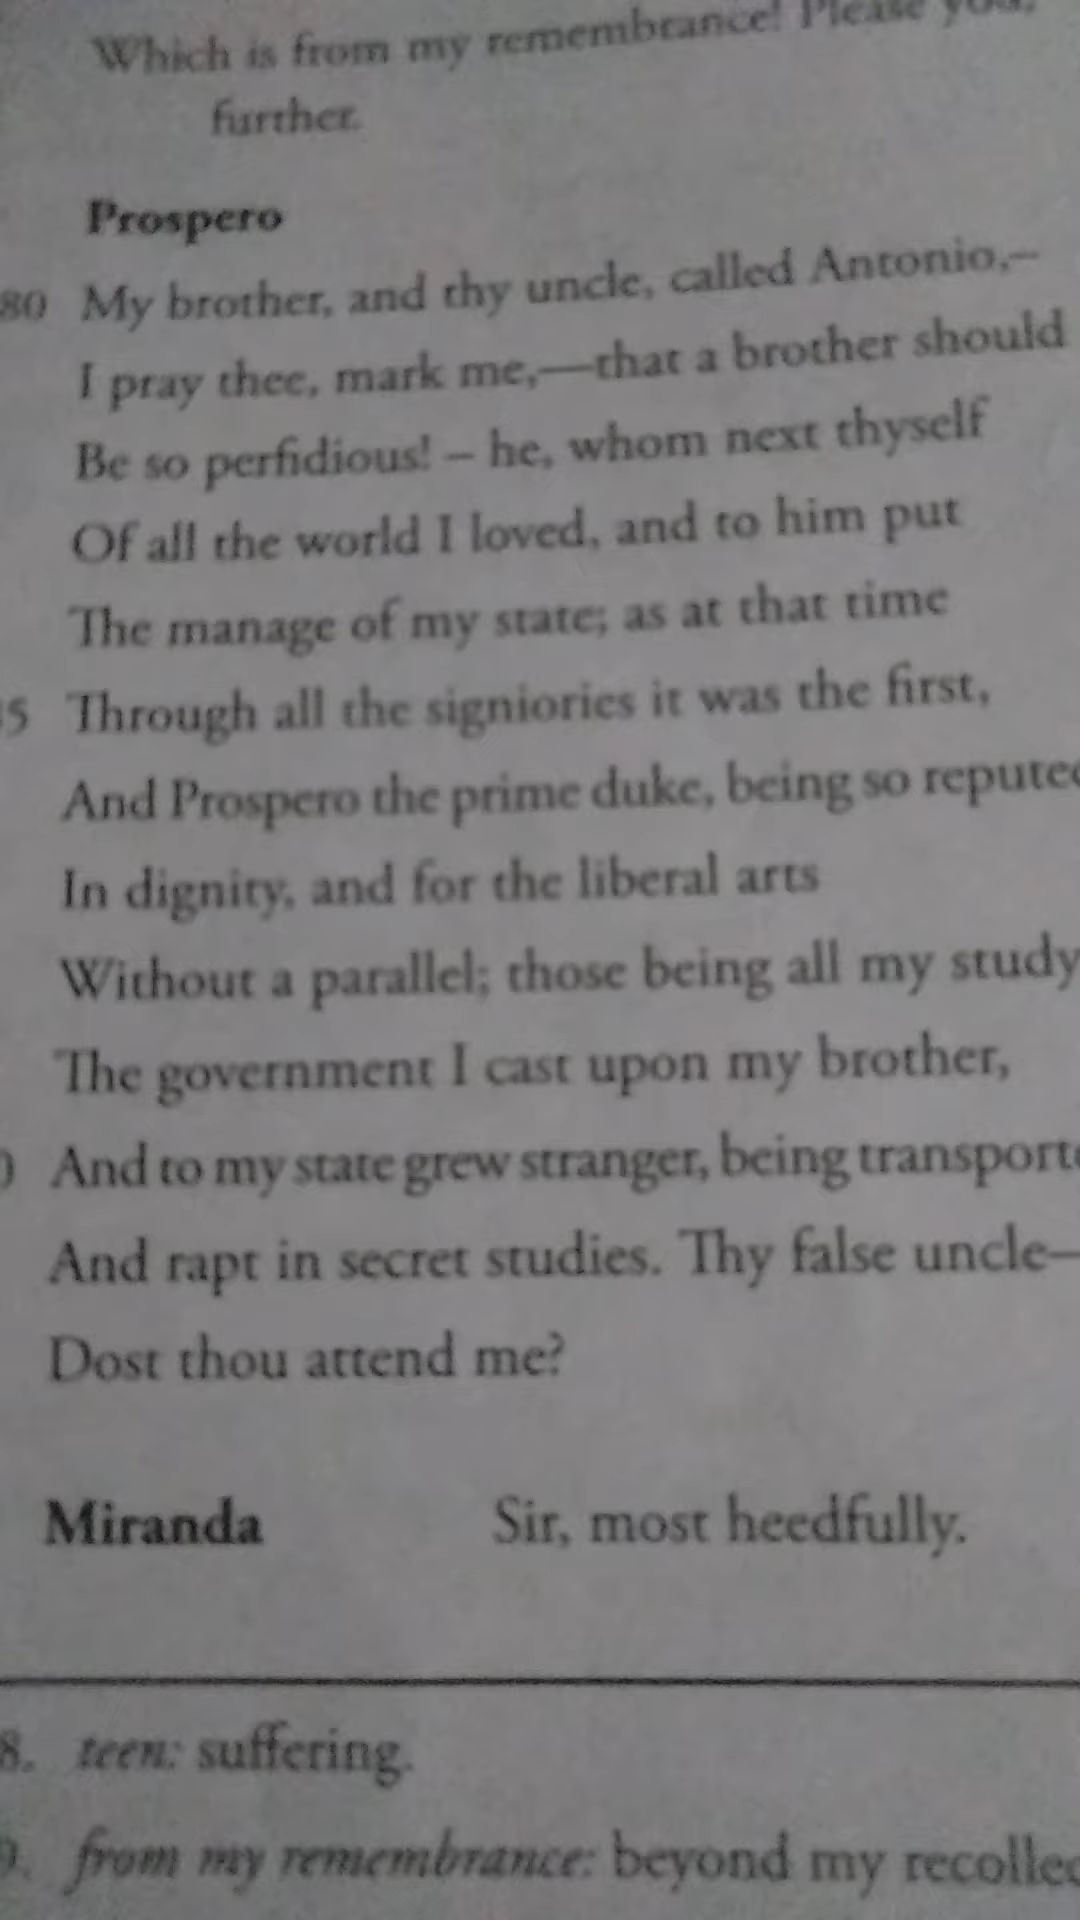 Which is from my remembrance! Please you,
further.
Prospero
80 My brother, and thy uncle, called Antonio,–
I pray thee, mark me,—that a brother should
Be so perfidious! – he, whom next thyself
Of all the world I loved, and to him put
The manage of my state; as at that time
5 Through all the signiories it was the first,
And Prospero the prime duke, being so reputed
In dignity, and for the liberal arts
Without a parallel; those being all my study
The government I cast upon my brother,
0 And to my state grew stranger, being transporte
And rapt in secret studies. Thy false uncle—
Dost thou attend me?
Miranda Sir, most heedfully.
8. teen: suffering.
9. from my remembrance: beyond my recollec